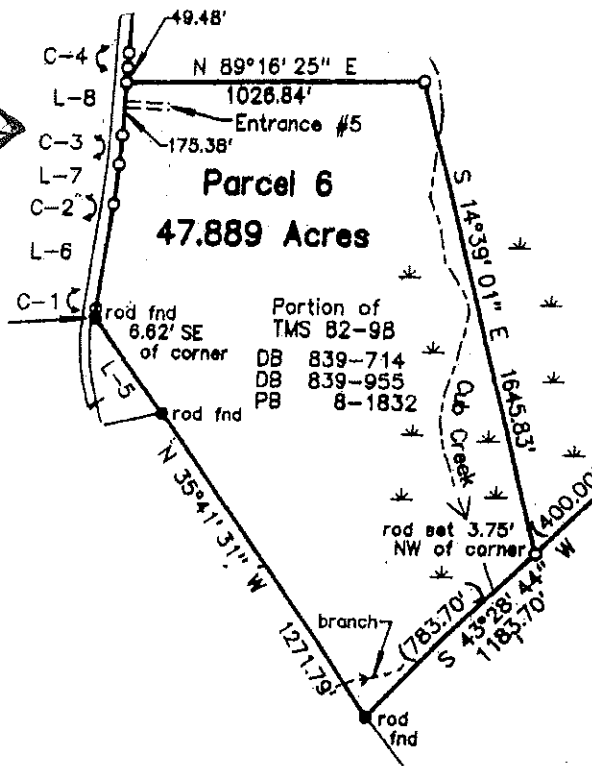 49.48'
C-4
N 89°16' 25" E
L-8
1026.84'
Entrance #5
175.38'
C-3
L-7
Parcel 6
C-2
47.889 Acres
S 14°39' 01" E 1645.83'
L-6
C-1
rod fnd
6.62' SE
of corner
Portion of
TMS 82-98
DB 839-714
DB 839-955
PB 8-1832
L-5
rod fnd
Cub Creek
N 35°41' 31" W
1271.79'
rod set 3.75'
NW of corner
(400.00'
(783.70')
S 43°28' 44" W
1183.70'
branch
rod
fnd